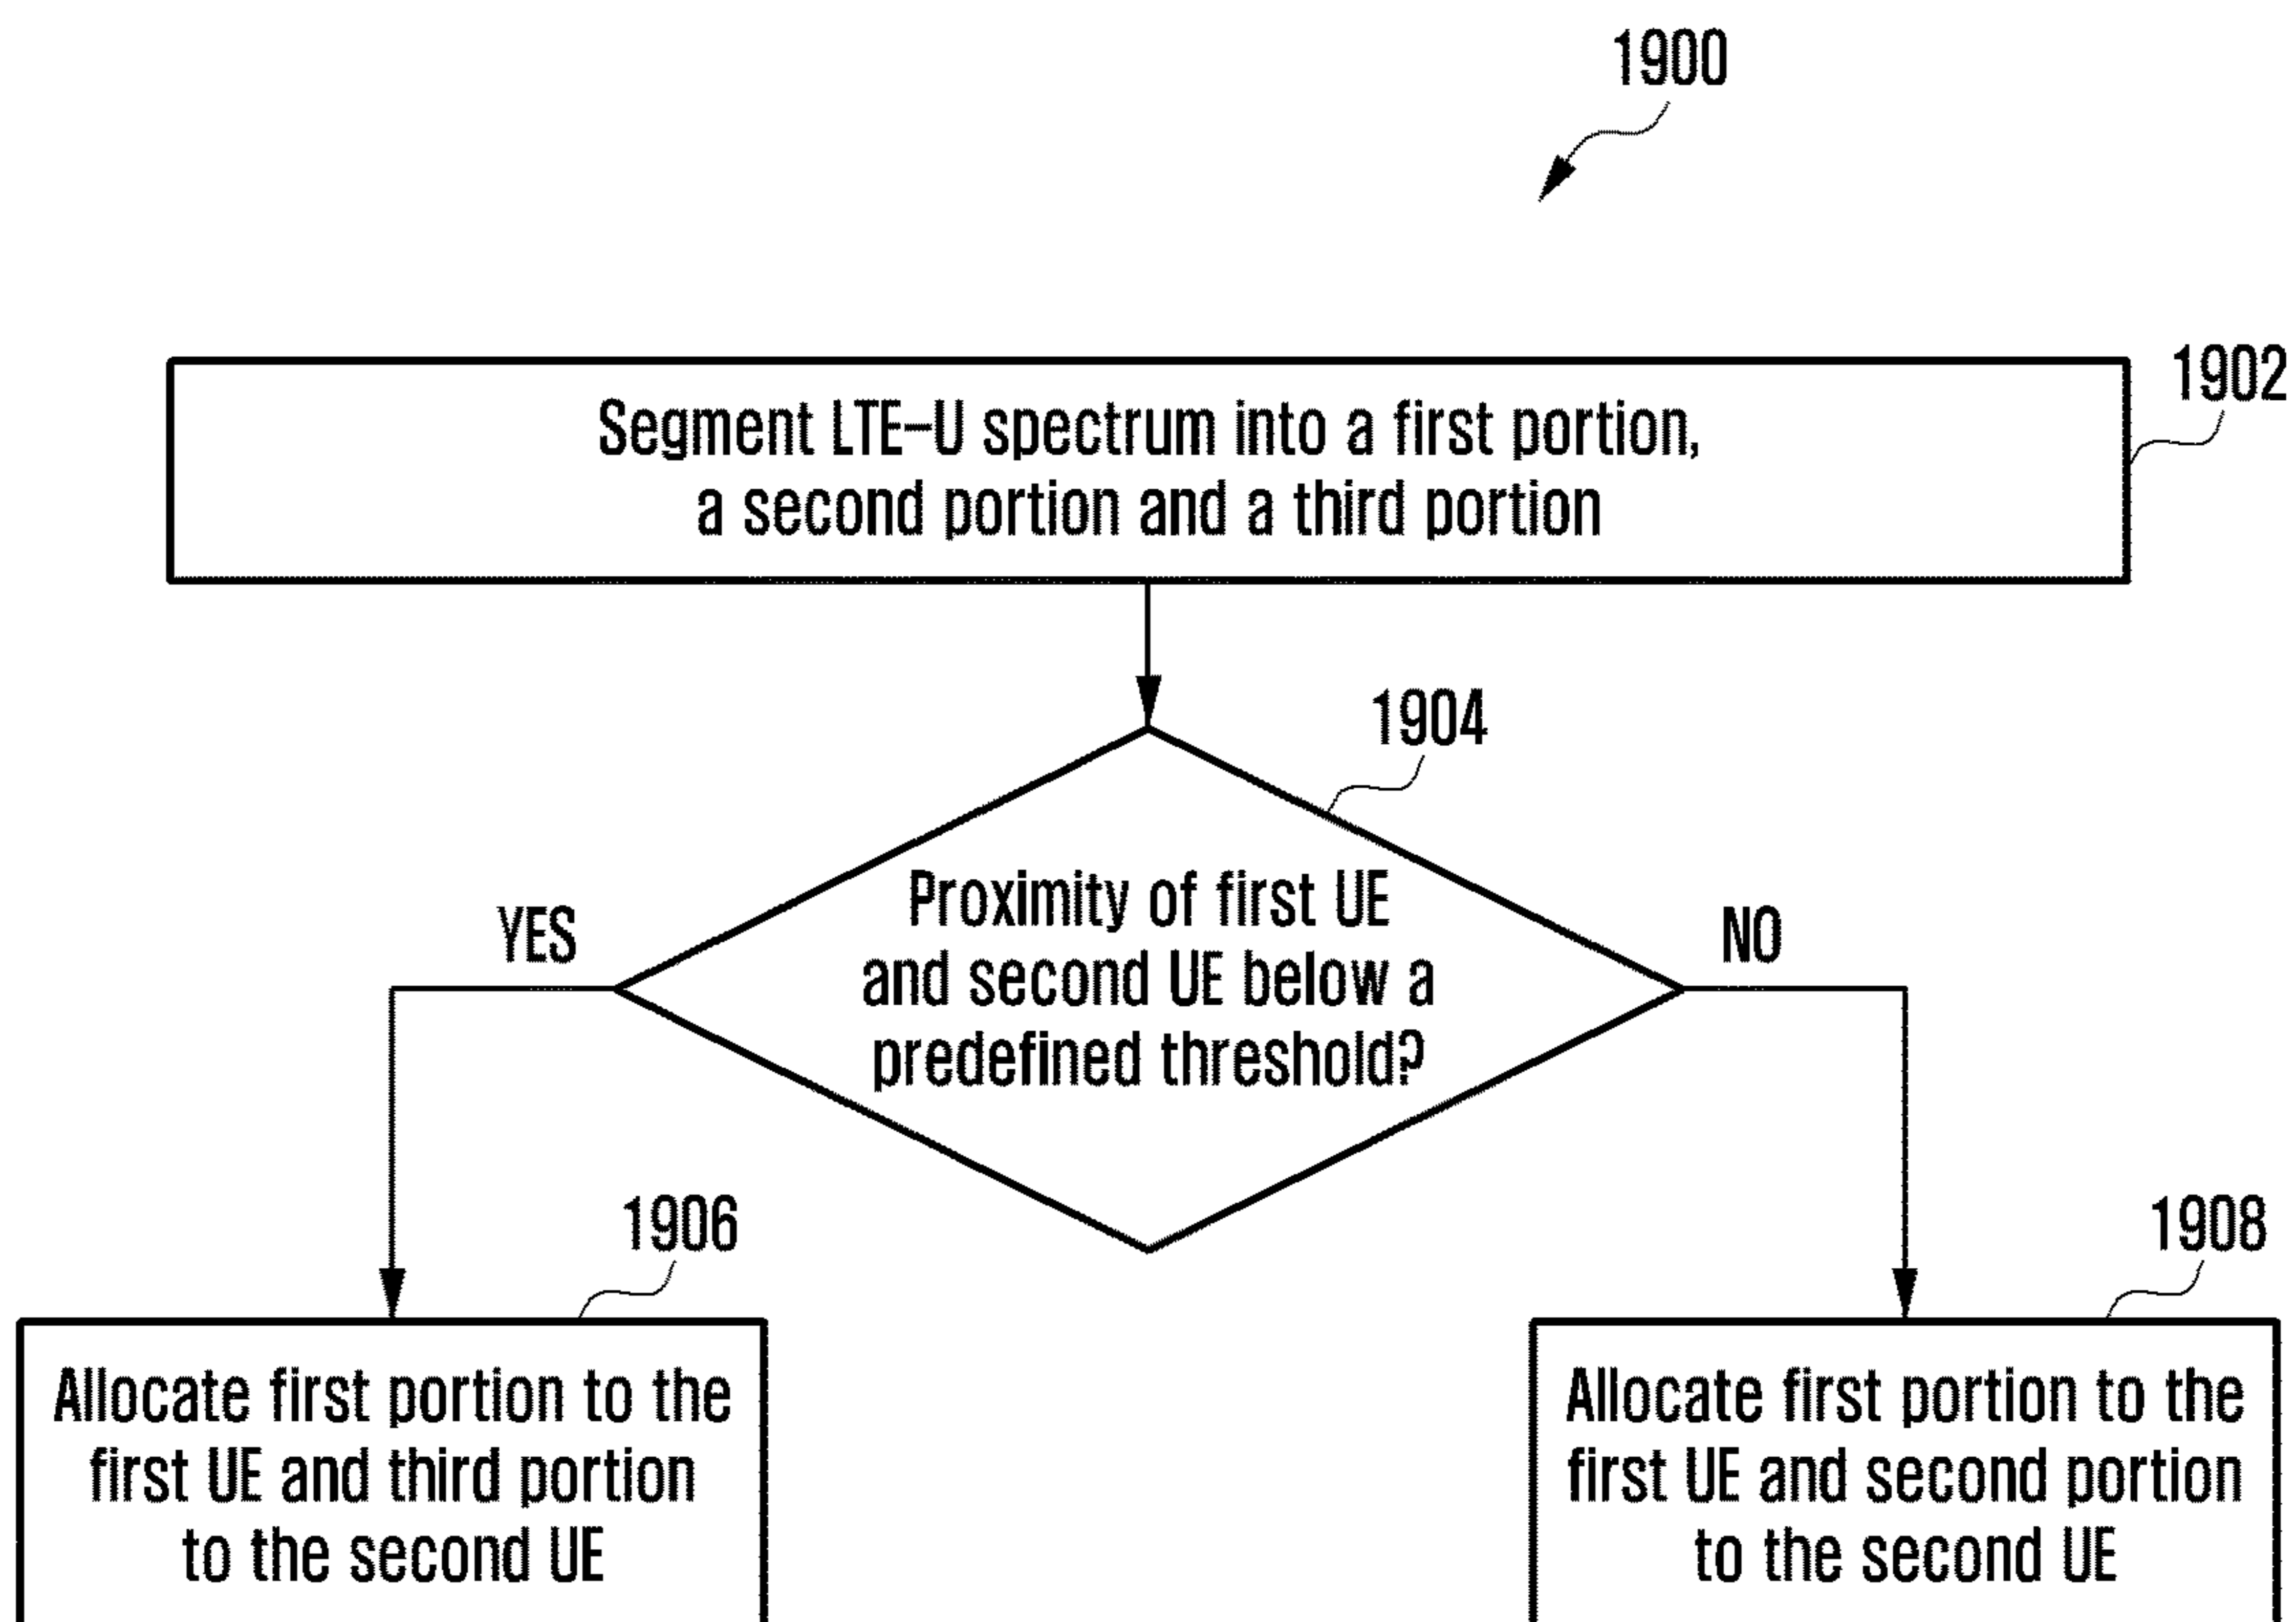 1900
1902
Segment LTE-U spectrum into a first portion,
a second portion and a third portion
1904
Proximity of first UE
and second UE below a
predefined threshold?
YES
NO
1906
Allocate first portion to the
first UE and third portion
to the second UE
1908
Allocate first portion to the
first UE and second portion
to the second UE